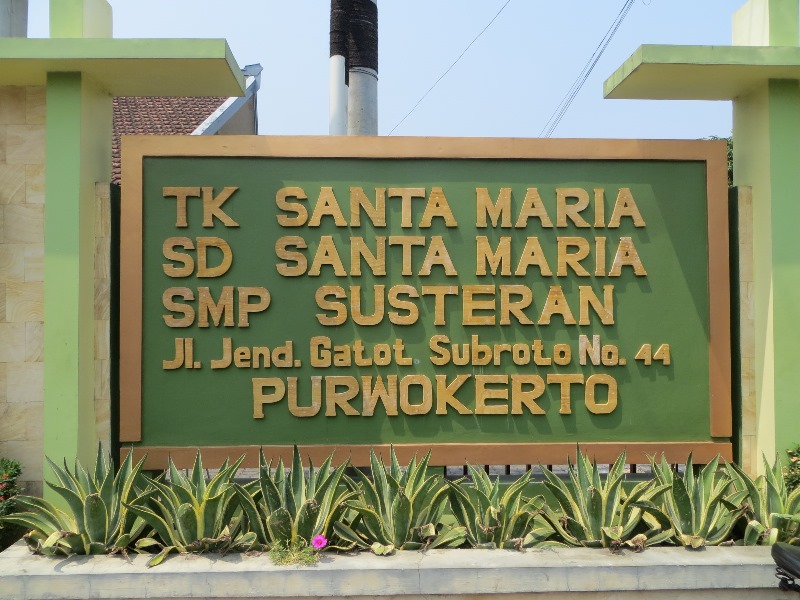 TK SANTA MARIA
SD SANTA MARIA
SMP SUSTERAN
Jl. Jend. Gatot Subroto No. 44
PURWOKERTO